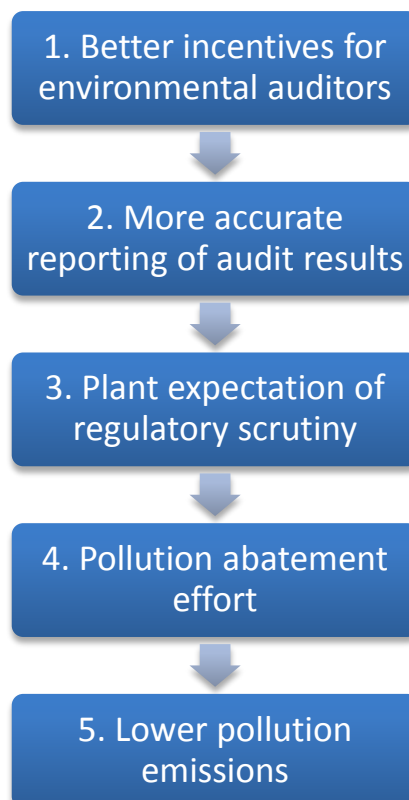 1. Better incentives for
environmental auditors
2. More accurate
reporting of audit results
3. Plant expectation of
regulatory scrutiny
4. Pollution abatement
effort
5. Lower pollution
emissions